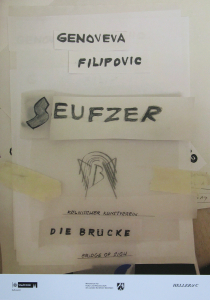 GENOVEVA
FILIPOVIC
SEUFZER
KÖLNISCHER KUNSTVEREIN
DIE BRÜCKE
BRIDGE OF SIGH